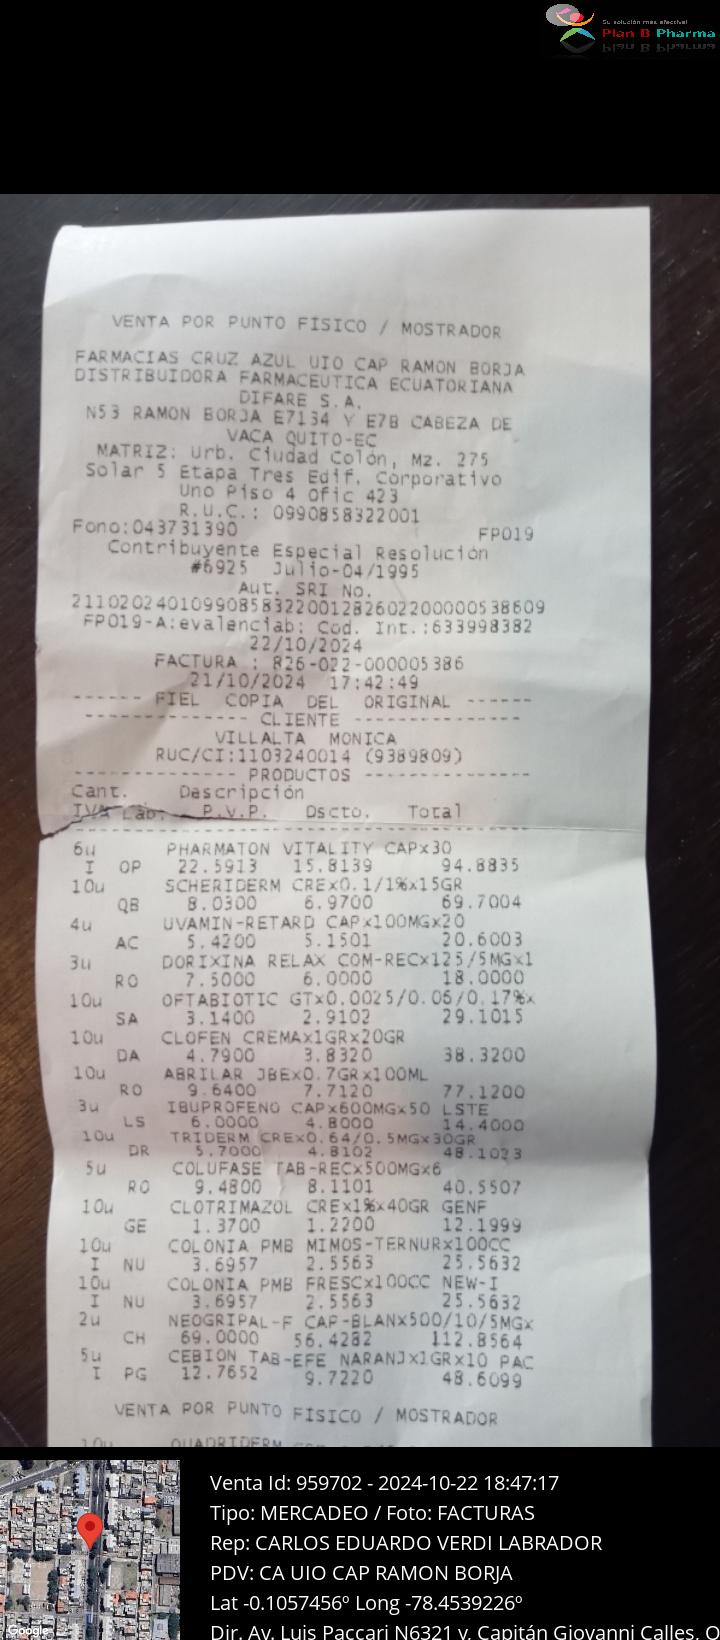 Su solución más efectiva!
Plan B Pharma
VENTA POR PUNTO FÍSICO / MOSTRADOR
FARMACIAS CRUZ AZUL UIO CAP RAMON BORJA
DISTRIBUIDORA FARMACEUTICA ECUATORIANA
DIFARE S.A.
N53 RAMON BORJA E7134 Y E7B CABEZA DE
VACA QUITO-EC
MATRIZ: Urb. Ciudad Colón, Mz. 275
Solar 5 Etapa Tres Edif. Corporativo
Uno Piso 4 Ofic 423
R.U.C.: 0990858322001
Fono:043731390 FP019
Contribuyente Especial Resolución
#6925 Julio-04/1995
Aut. SRI No.
21102024010990858322001282602200000538609
FP019-A:evalenciab: Cod. Int.:633998382
22/10/2024
FACTURA : 826-022-000005386
21/10/2024 17:42:49
------ FIEL COPIA DEL ORIGINAL ------
-------------- CLIENTE ---------------
VILLALTA MONICA
RUC/CI:1103240014 (9389809)
-------------- PRODUCTOS --------------
Cant. Descripción
IVA Lab. P.V.P. Dscto. Total
6u PHARMATON VITALITY CAPx30
I OP 22.5913 15.8139 94.8835
10u SCHERIDERM CREx0.1/1%x15GR
QB 8.0300 6.9700 69.7004
4u UVAMIN-RETARD CAPx100MGx20
AC 5.4200 5.1501 20.6003
3u DORIXINA RELAX COM-RECx125/5MGx1
RO 7.5000 6.0000 18.0000
10u OFTABIOTIC GTx0.0025/0.06/0.17%x
SA 3.1400 2.9102 29.1015
10u CLOFEN CREMAx1GRx20GR
DA 4.7900 3.8320 38.3200
10u ABRILAR JBEx0.7GRx100ML
RO 9.6400 7.7120 77.1200
3u IBUPROFENO CAPx600MGx50 LSTE
LS 6.0000 4.8000 14.4000
10u TRIDERM CREx0.64/0.5MGx30GR
DR 5.7000 4.8102 48.1023
5u COLUFASE TAB-RECx500MGx6
RO 9.4800 8.1101 40.5507
10u CLOTRIMAZOL CREx1%x40GR GENF
GE 1.3700 1.2200 12.1999
10u COLONIA PMB MIMOS-TERNURx100CC
I NU 3.6957 2.5563 25.5632
10u COLONIA PMB FRESCx100CC NEW-I
I NU 3.6957 2.5563 25.5632
2u NEOGRIPAL-F CAP-BLANx500/10/5MGx
CH 69.0000 56.4282 112.8564
5u CEBION TAB-EFE NARANJx1GRx10 PAC
I PG 12.7652 9.7220 48.6099
VENTA POR PUNTO FÍSICO / MOSTRADOR
10u QUADRIDERM
Google
Venta Id: 959702 - 2024-10-22 18:47:17
Tipo: MERCADEO / Foto: FACTURAS
Rep: CARLOS EDUARDO VERDI LABRADOR
PDV: CA UIO CAP RAMON BORJA
Lat -0.1057456º Long -78.4539226º
Dir. Av. Luis Paccari N6321 y, Capitán Giovanni Calles, Q